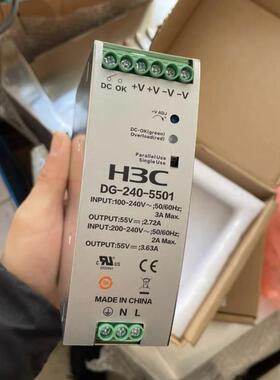 DC OK +V +V -V -V
+V ADJ
DC-OK(green)
Overload(red)
Parallel Use
Single Use
H3C
DG-240-5501
INPUT:100-240V~;50/60Hz;
3A Max.
OUTPUT:55V⎓2.72A
INPUT:200-240V~;50/60Hz;
2A Max.
OUTPUT:55V⎓3.63A
c UL us
MADE IN CHINA
N L